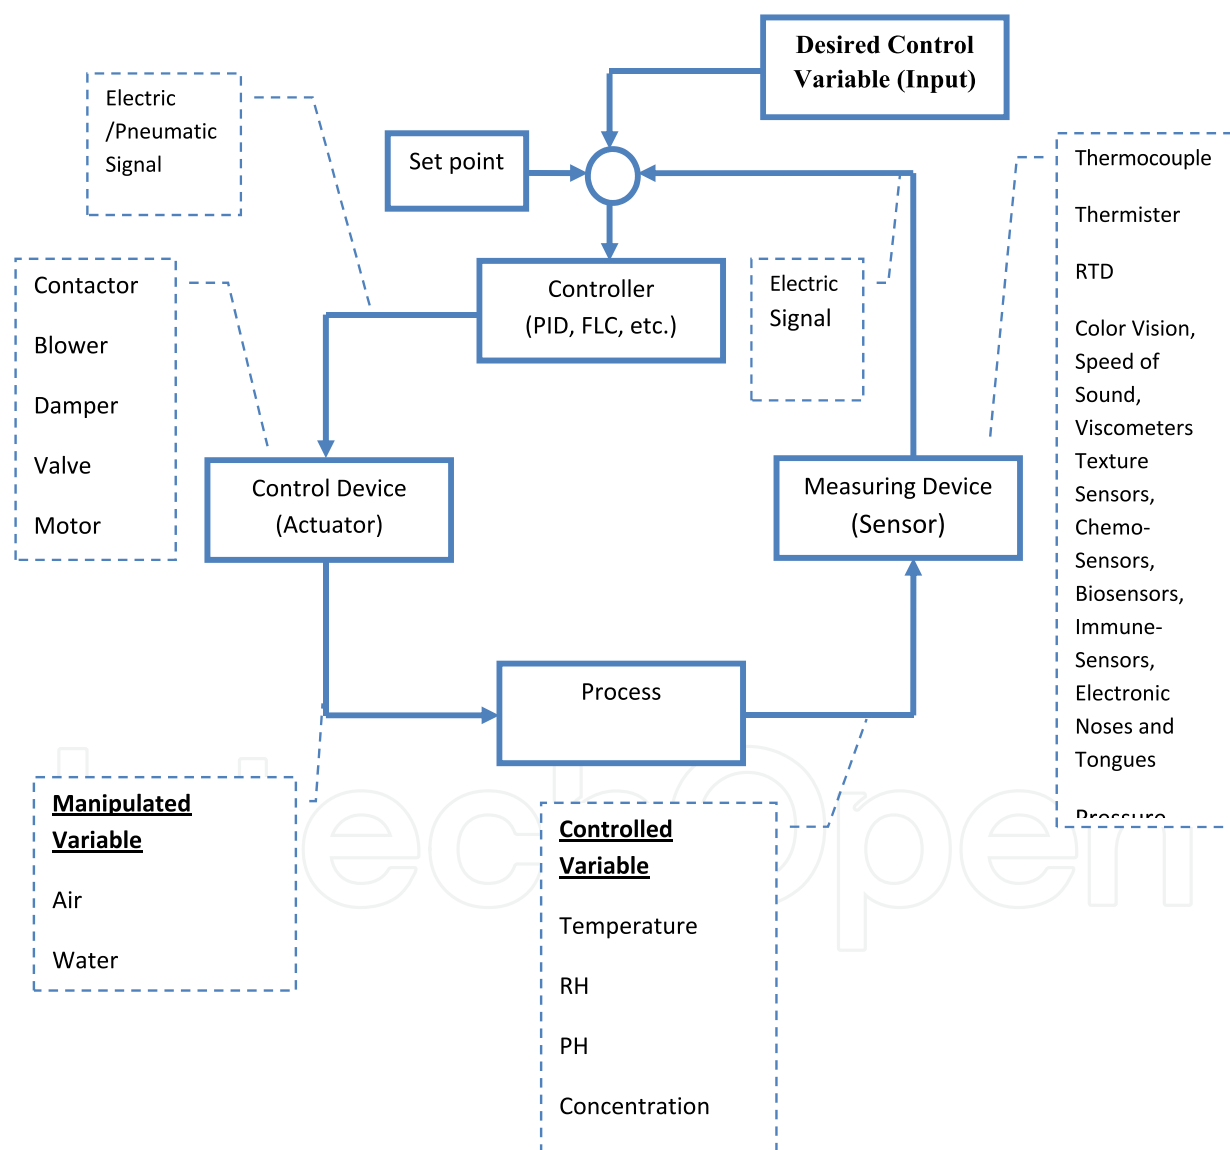 Desired Control
Variable (Input)
Electric
/Pneumatic
Signal
Set point
Thermocouple
Thermister
RTD
Color Vision,
Speed of
Sound,
Viscometers
Texture
Sensors,
Chemo-
Sensors,
Biosensors,
Immune-
Sensors,
Electronic
Noses and
Tongues
Pressure
Contactor
Blower
Damper
Valve
Motor
Controller
(PID, FLC, etc.)
Electric
Signal
Control Device
(Actuator)
Measuring Device
(Sensor)
Process
Manipulated
Variable
Air
Water
Controlled
Variable
Temperature
RH
PH
Concentration
IntechOpen